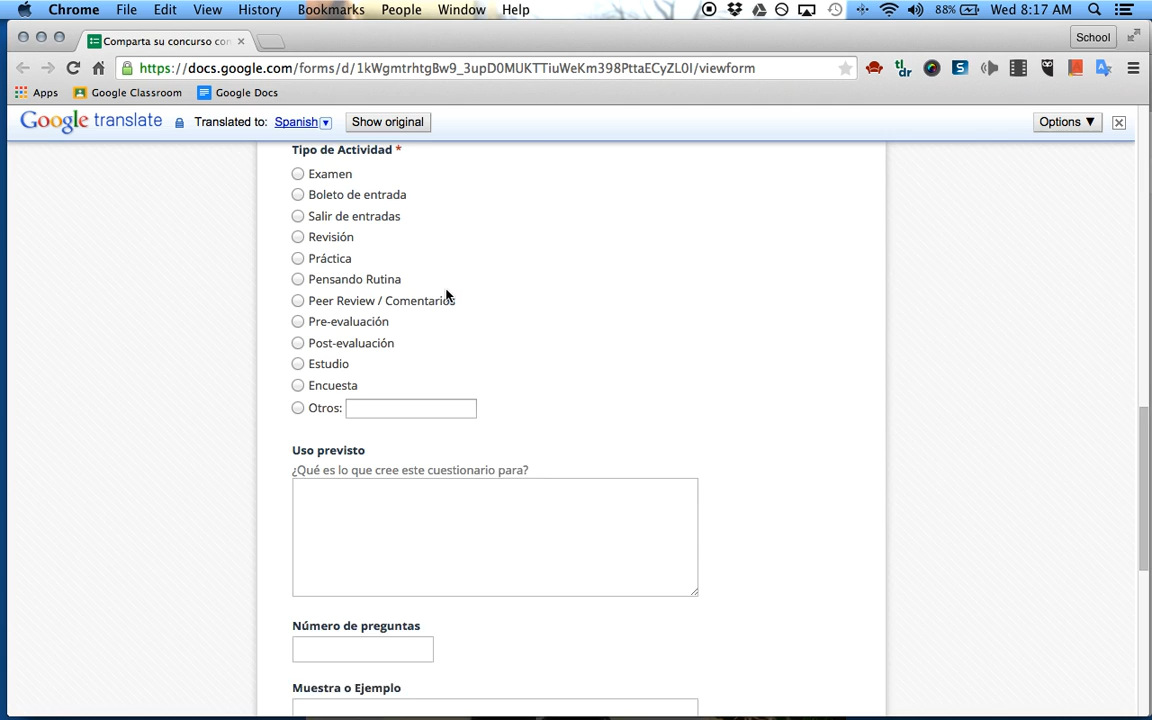 Chrome File Edit View History Bookmarks People Window Help 88% Wed 8:17 AM
Comparta su concurso con School
https://docs.google.com/forms/d/1kWgmtrhtgBw9_3upD0MUKTTiuWeKm398PttaECyZL0I/viewform tl;dr S
Apps Google Classroom Google Docs
Google translate Translated to: Spanish Show original Options ▼
Tipo de Actividad *
Examen
Boleto de entrada
Salir de entradas
Revisión
Práctica
Pensando Rutina
Peer Review / Comentarios
Pre-evaluación
Post-evaluación
Estudio
Encuesta
Otros:
Uso previsto
¿Qué es lo que cree este cuestionario para?
Número de preguntas
Muestra o Ejemplo